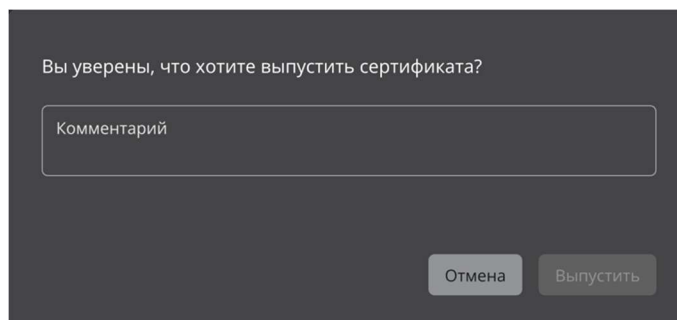 Вы уверены, что хотите выпустить сертификата?
Комментарий
Отмена
Выпустить